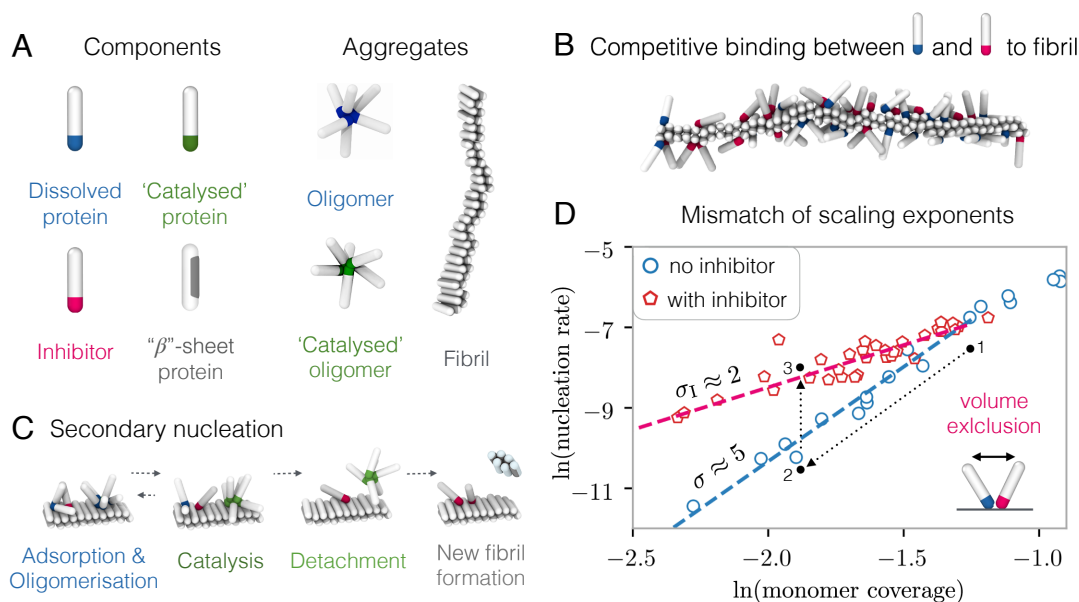 A Components Aggregates
Dissolved
protein
‘Catalysed’
protein
Oligomer
Inhibitor
“β”-sheet
protein
‘Catalysed’
oligomer
Fibril
B Competitive binding between and to fibril
C Secondary nucleation
Adsorption &
Oligomerisation
Catalysis
Detachment
New fibril
formation
D Mismatch of scaling exponents
ln(nucleation rate)
−5
−7
−9
−11
no inhibitor
with inhibitor
σI ≈ 2
σ ≈ 5
1
2
3
volume
exlclusion
−2.5 −2.0 −1.5 −1.0
ln(monomer coverage)